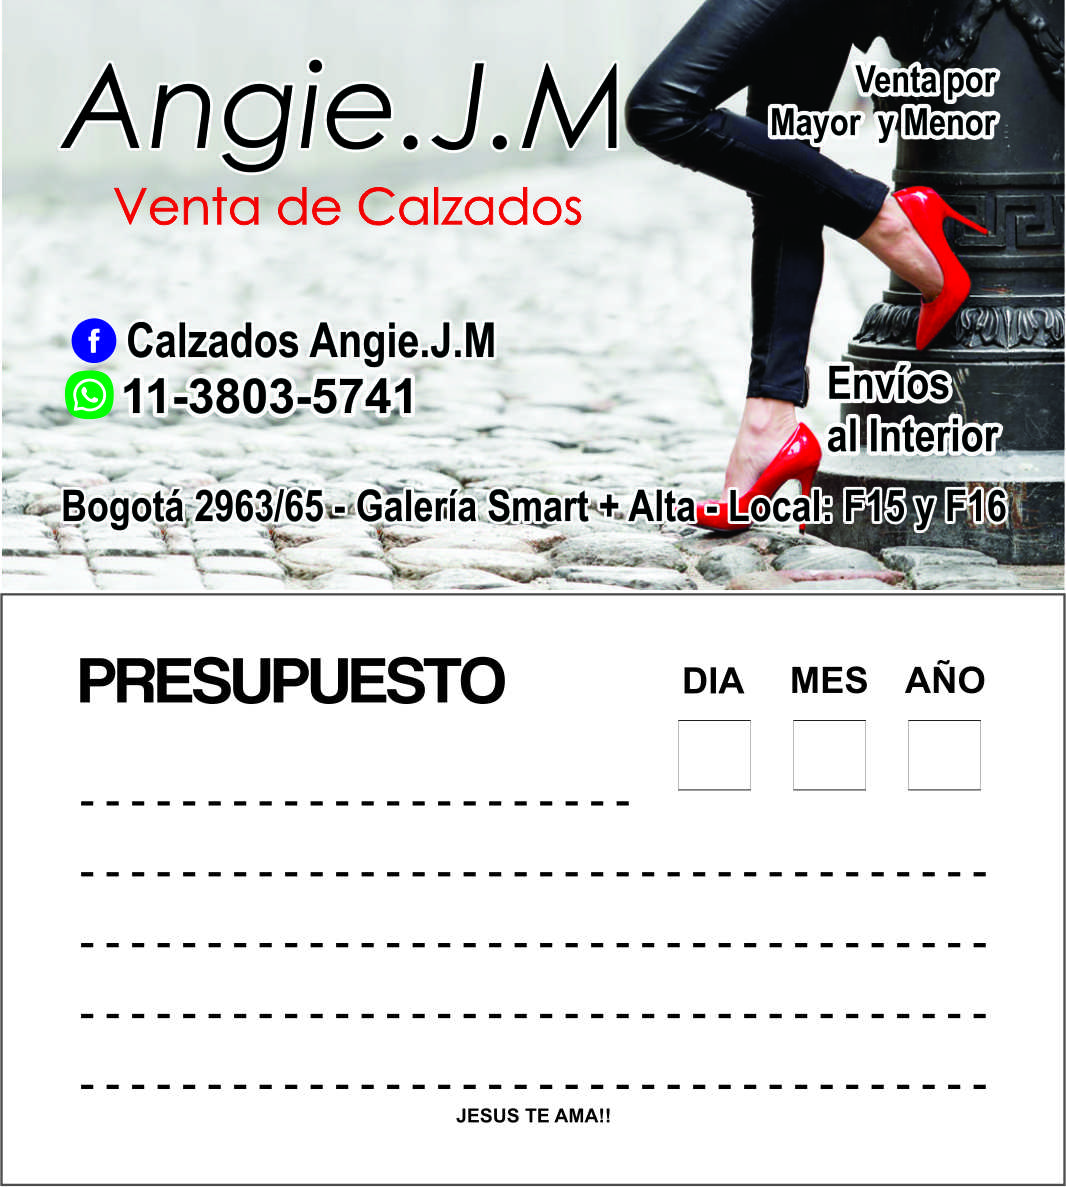 Angie.J.M
Venta de Calzados
Venta por
Mayor y Menor
Calzados Angie.J.M
11-3803-5741
Envíos
al Interior
Bogotá 2963/65 - Galería Smart + Alta - Local: F15 y F16
PRESUPUESTO
DIA MES AÑO
JESUS TE AMA!!